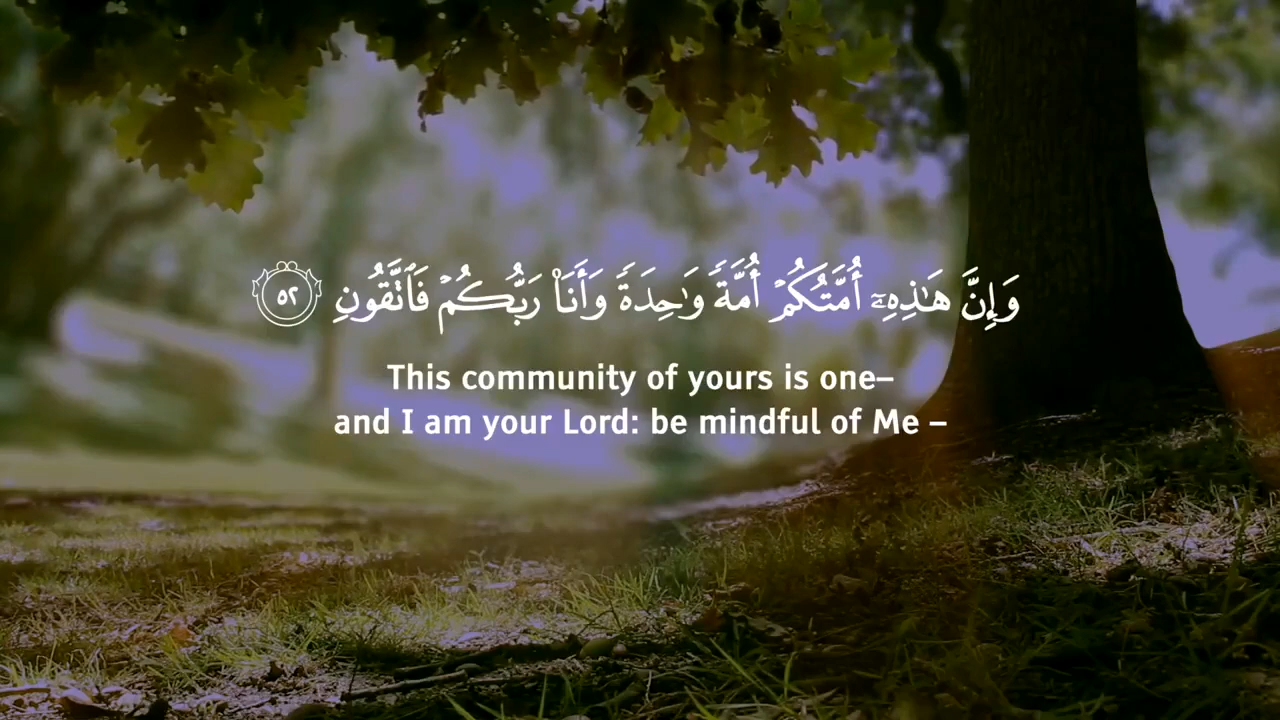 وَإِنَّ هَـٰذِهِۦٓ أُمَّتُكُمْ أُمَّةً وَٰحِدَةً وَأَنَا۠ رَبُّكُمْ فَٱتَّقُونِ ٥٢
This community of yours is one–
and I am your Lord: be mindful of Me –